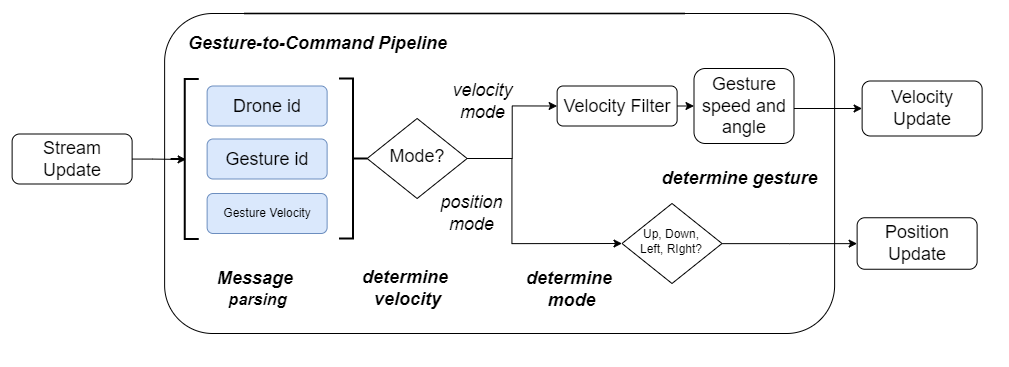 Gesture-to-Command Pipeline
Stream
Update
Drone id
Gesture id
Gesture Velocity
Mode?
velocity
mode
position
mode
Velocity Filter
Gesture
speed and
angle
Velocity
Update
determine gesture
Up, Down,
Left, RIght?
Position
Update
Message
parsing
determine
velocity
determine
mode